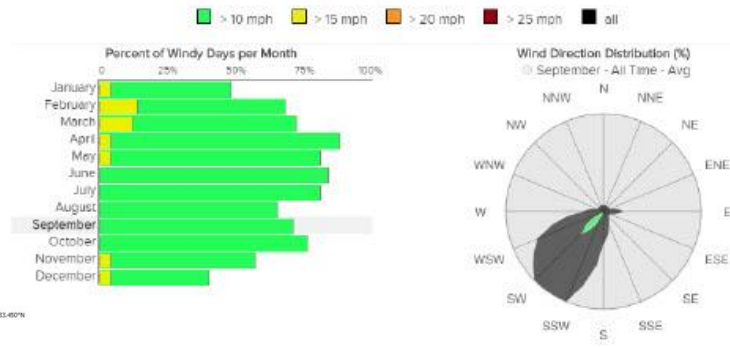 > 10 mph > 15 mph > 20 mph > 25 mph all
Percent of Windy Days per Month
0 25% 50% 75% 100%
January
February
March
April
May
June
July
August
September
October
November
December
Wind Direction Distribution (%)
September - All Time - Avg
N
NNW NNE
NW NE
WNW ENE
W E
WSW ESE
SW SE
SSW SSE
S